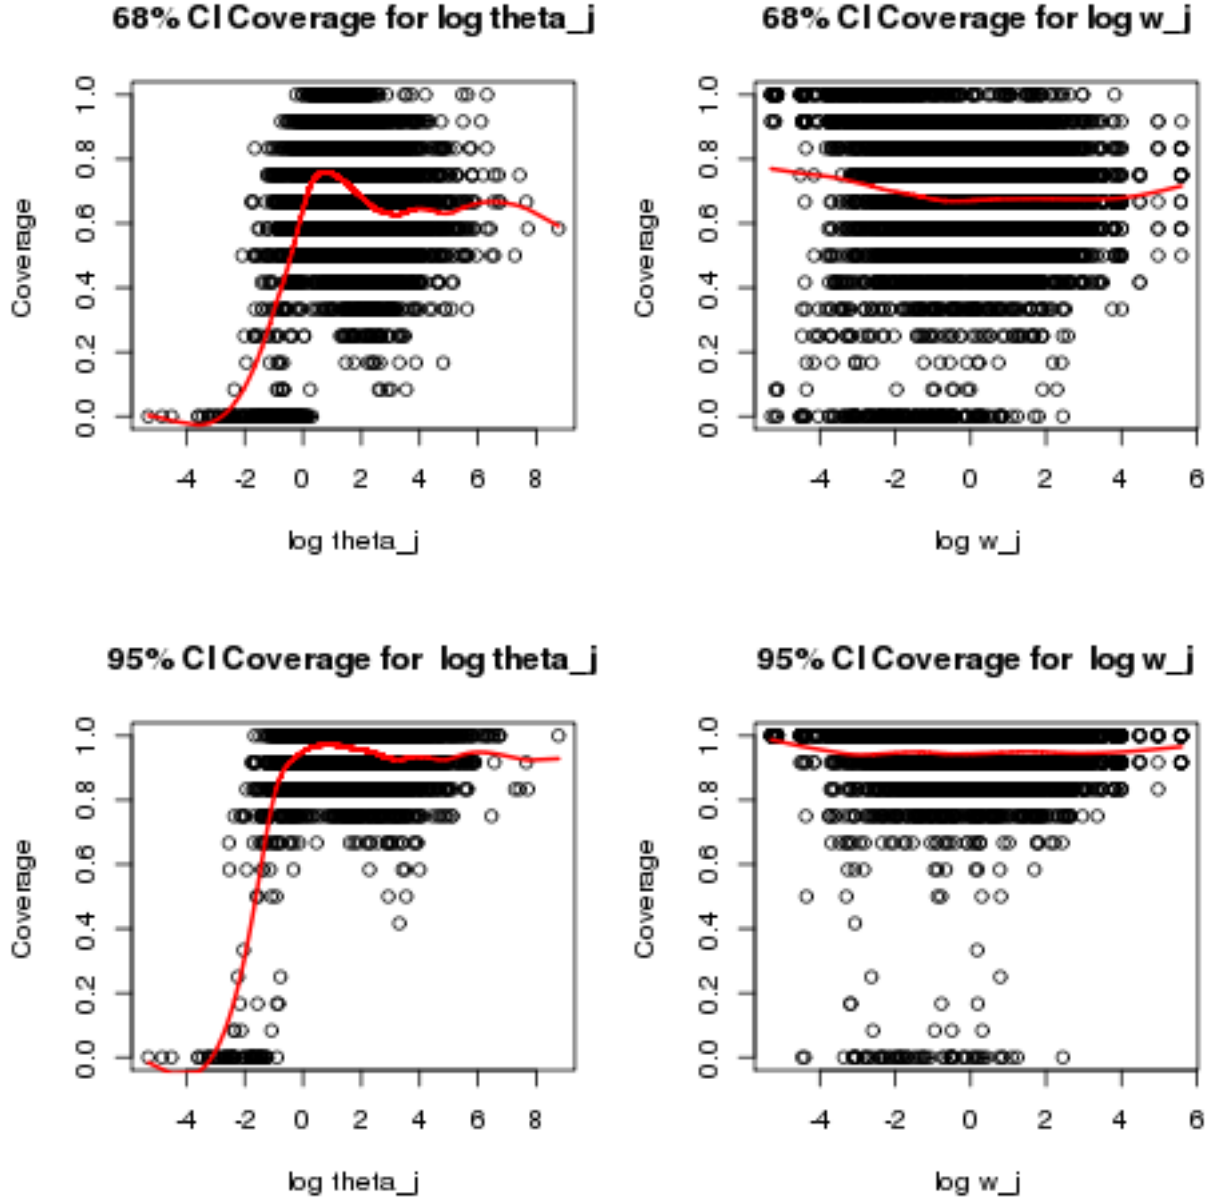 68% CI Coverage for log theta_j
68% CI Coverage for log w_j
Coverage
0.0 0.2 0.4 0.6 0.8 1.0
-4 -2 0 2 4 6 8
log theta_j
Coverage
0.0 0.2 0.4 0.6 0.8 1.0
-4 -2 0 2 4 6
log w_j
95% CI Coverage for log theta_j
95% CI Coverage for log w_j
Coverage
0.0 0.2 0.4 0.6 0.8 1.0
-4 -2 0 2 4 6 8
log theta_j
Coverage
0.0 0.2 0.4 0.6 0.8 1.0
-4 -2 0 2 4 6
log w_j